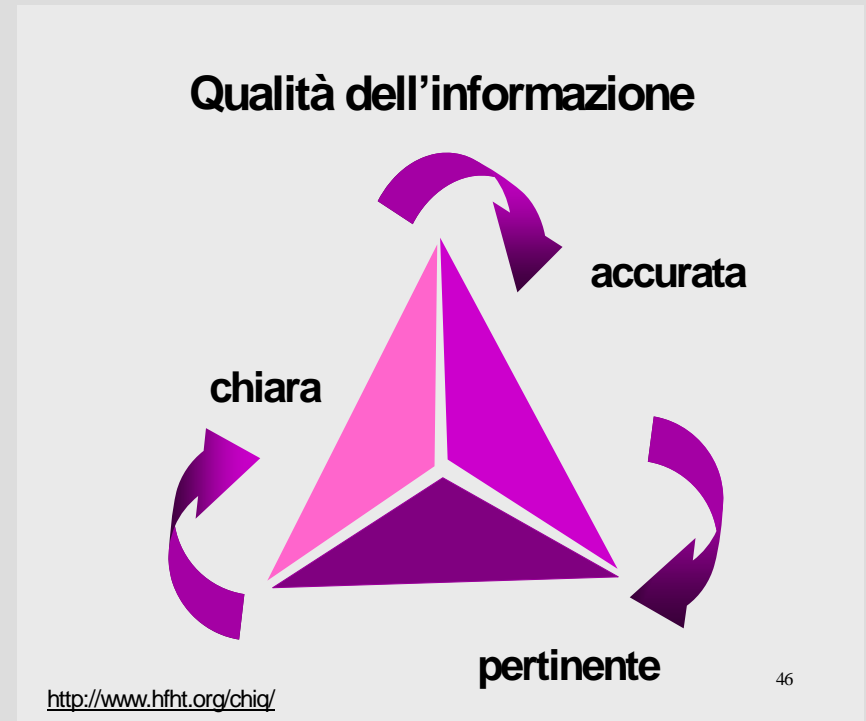 Qualità dell'informazione
accurata
chiara
pertinente
46
http://www.hfht.org/chiq/